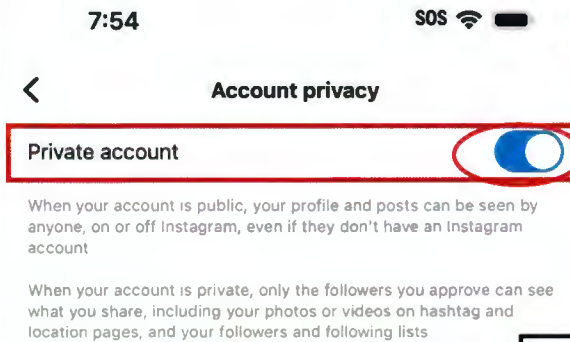 7:54 SOS
Account privacy
Private account
When your account is public, your profile and posts can be seen by
anyone, on or off Instagram, even if they don't have an Instagram
account
When your account is private, only the followers you approve can see
what you share, including your photos or videos on hashtag and
location pages, and your followers and following lists